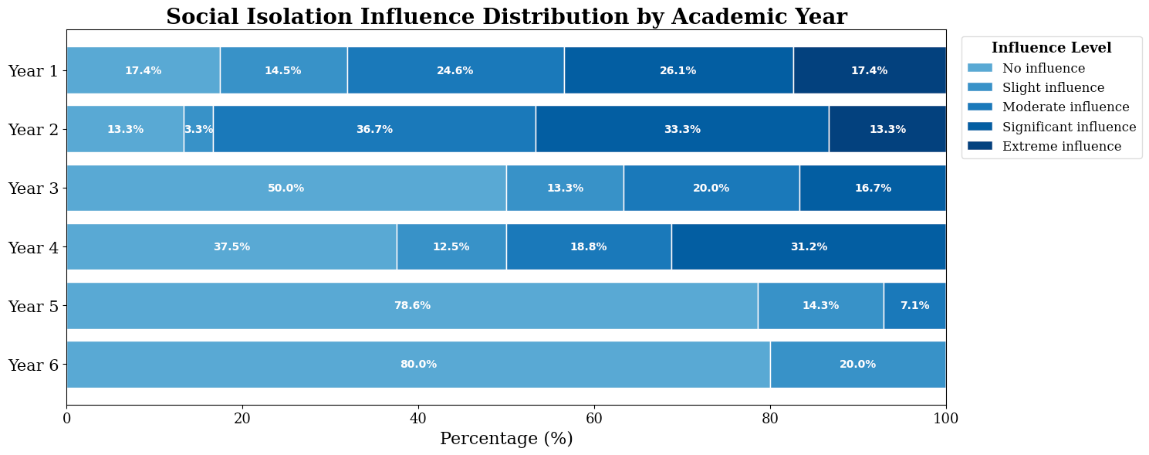 Social Isolation Influence Distribution by Academic Year
Year 1
17.4%
14.5%
24.6%
26.1%
17.4%
Year 2
13.3%
3.3%
36.7%
33.3%
13.3%
Year 3
50.0%
13.3%
20.0%
16.7%
Year 4
37.5%
12.5%
18.8%
31.2%
Year 5
78.6%
14.3%
7.1%
Year 6
80.0%
20.0%
0
20
40
60
80
100
Percentage (%)
Influence Level
No influence
Slight influence
Moderate influence
Significant influence
Extreme influence